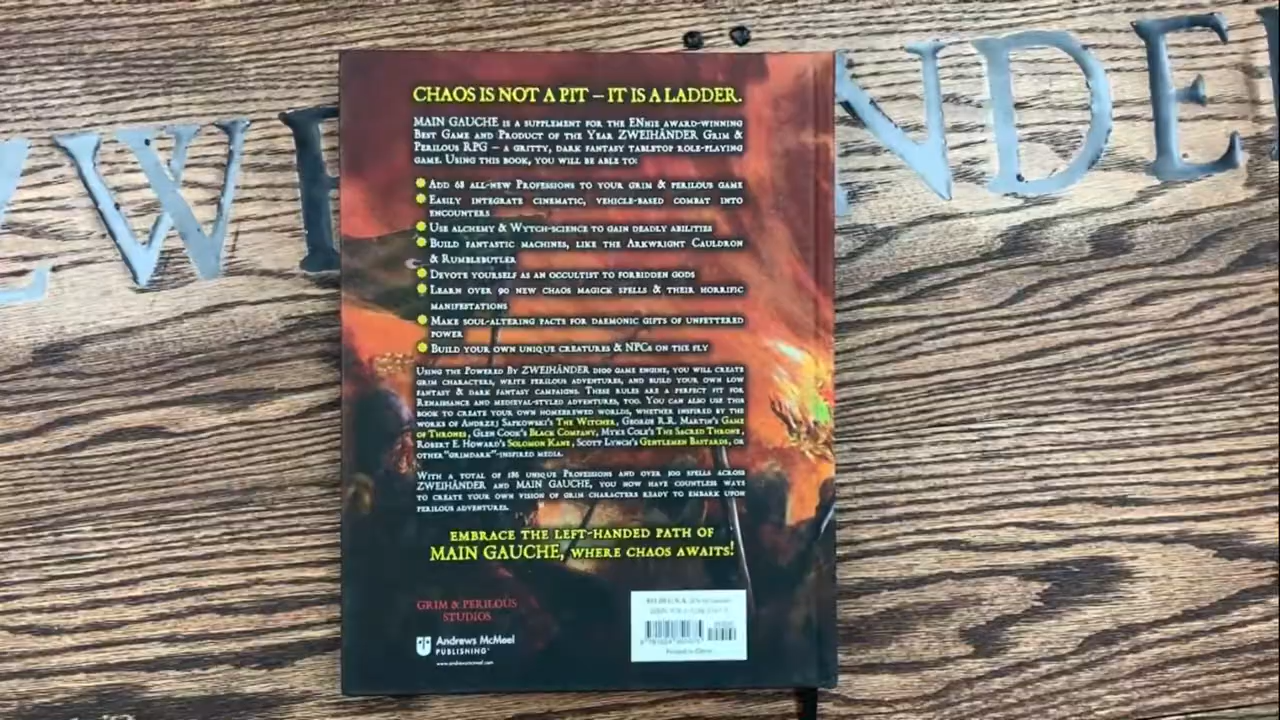 ZWEIHANDER
CHAOS IS NOT A PIT – IT IS A LADDER.
MAIN GAUCHE IS A SUPPLEMENT FOR THE ENNIE AWARD-WINNING
BEST GAME AND PRODUCT OF THE YEAR ZWEIHÄNDER GRIM &
PERILOUS RPG – A GRITTY, DARK FANTASY TABLETOP ROLE-PLAYING
GAME. USING THIS BOOK, YOU WILL BE ABLE TO:
ADD 68 ALL-NEW PROFESSIONS TO YOUR GRIM & PERILOUS GAME
EASILY INTEGRATE CINEMATIC, VEHICLE-BASED COMBAT INTO
ENCOUNTERS
USE ALCHEMY & WYTCH-SCIENCE TO GAIN DEADLY ABILITIES
BUILD FANTASTIC MACHINES, LIKE THE ARKWRIGHT CAULDRON
& RUMBLEBUTLER
DEVOTE YOURSELF AS AN OCCULTIST TO FORBIDDEN GODS
LEARN OVER 90 NEW CHAOS MAGICK SPELLS & THEIR HORRIFIC
MANIFESTATIONS
MAKE SOUL-ALTERING PACTS FOR DAEMONIC GIFTS OF UNFETTERED
POWER
BUILD YOUR OWN UNIQUE CREATURES & NPCS ON THE FLY
USING THE POWERED BY ZWEIHÄNDER D100 GAME ENGINE, YOU WILL CREATE
GRIM CHARACTERS, WRITE PERILOUS ADVENTURES, AND BUILD YOUR OWN LOW
FANTASY & DARK FANTASY CAMPAIGNS. THESE RULES ARE A PERFECT FIT FOR
RENAISSANCE AND MEDIEVAL-STYLED ADVENTURES, TOO. YOU CAN ALSO USE THIS
BOOK TO CREATE YOUR OWN HOMEBREWED WORLDS, WHETHER INSPIRED BY THE
WORKS OF ANDRZEJ SAPKOWSKI'S THE WITCHER, GEORGE R.R. MARTIN'S GAME
OF THRONES, GLEN COOK'S BLACK COMPANY, MYKE COLE'S THE SACRED THRONE,
ROBERT E. HOWARD'S SOLOMON KANE, SCOTT LYNCH'S GENTLEMEN BASTARDS, OR
OTHER "GRIMDARK"-INSPIRED MEDIA.
WITH A TOTAL OF 186 UNIQUE PROFESSIONS AND OVER 300 SPELLS ACROSS
ZWEIHÄNDER AND MAIN GAUCHE, YOU NOW HAVE COUNTLESS WAYS
TO CREATE YOUR OWN VISION OF GRIM CHARACTERS READY TO EMBARK UPON
PERILOUS ADVENTURES.
EMBRACE THE LEFT-HANDED PATH OF
MAIN GAUCHE, WHERE CHAOS AWAITS!
GRIM & PERILOUS
STUDIOS
Andrews McMeel
PUBLISHING
www.andrewsmcmeel.com
Printed in China